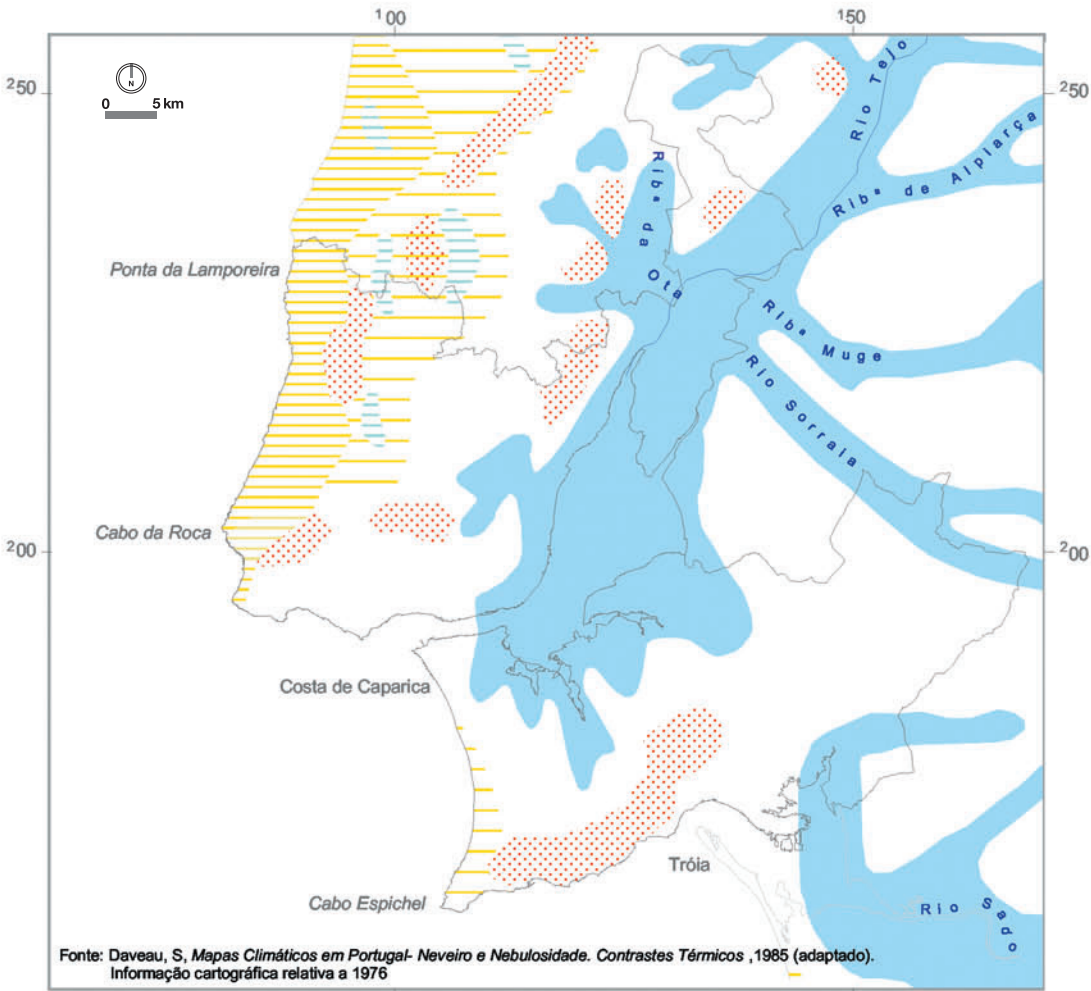 100 150
250 250
N
0 5 km
Rio Tejo
Ribª de Alpiarça
Ribª da Ota
Ponta da Lamporeira
Ribª Muge
Rio Sorraia
Cabo da Roca
200 200
Costa de Caparica
Tróia
Cabo Espichel
Rio Sado
Fonte: Daveau, S, Mapas Climáticos em Portugal- Neveiro e Nebulosidade. Contrastes Térmicos ,1985 (adaptado).
Informação cartográfica relativa a 1976